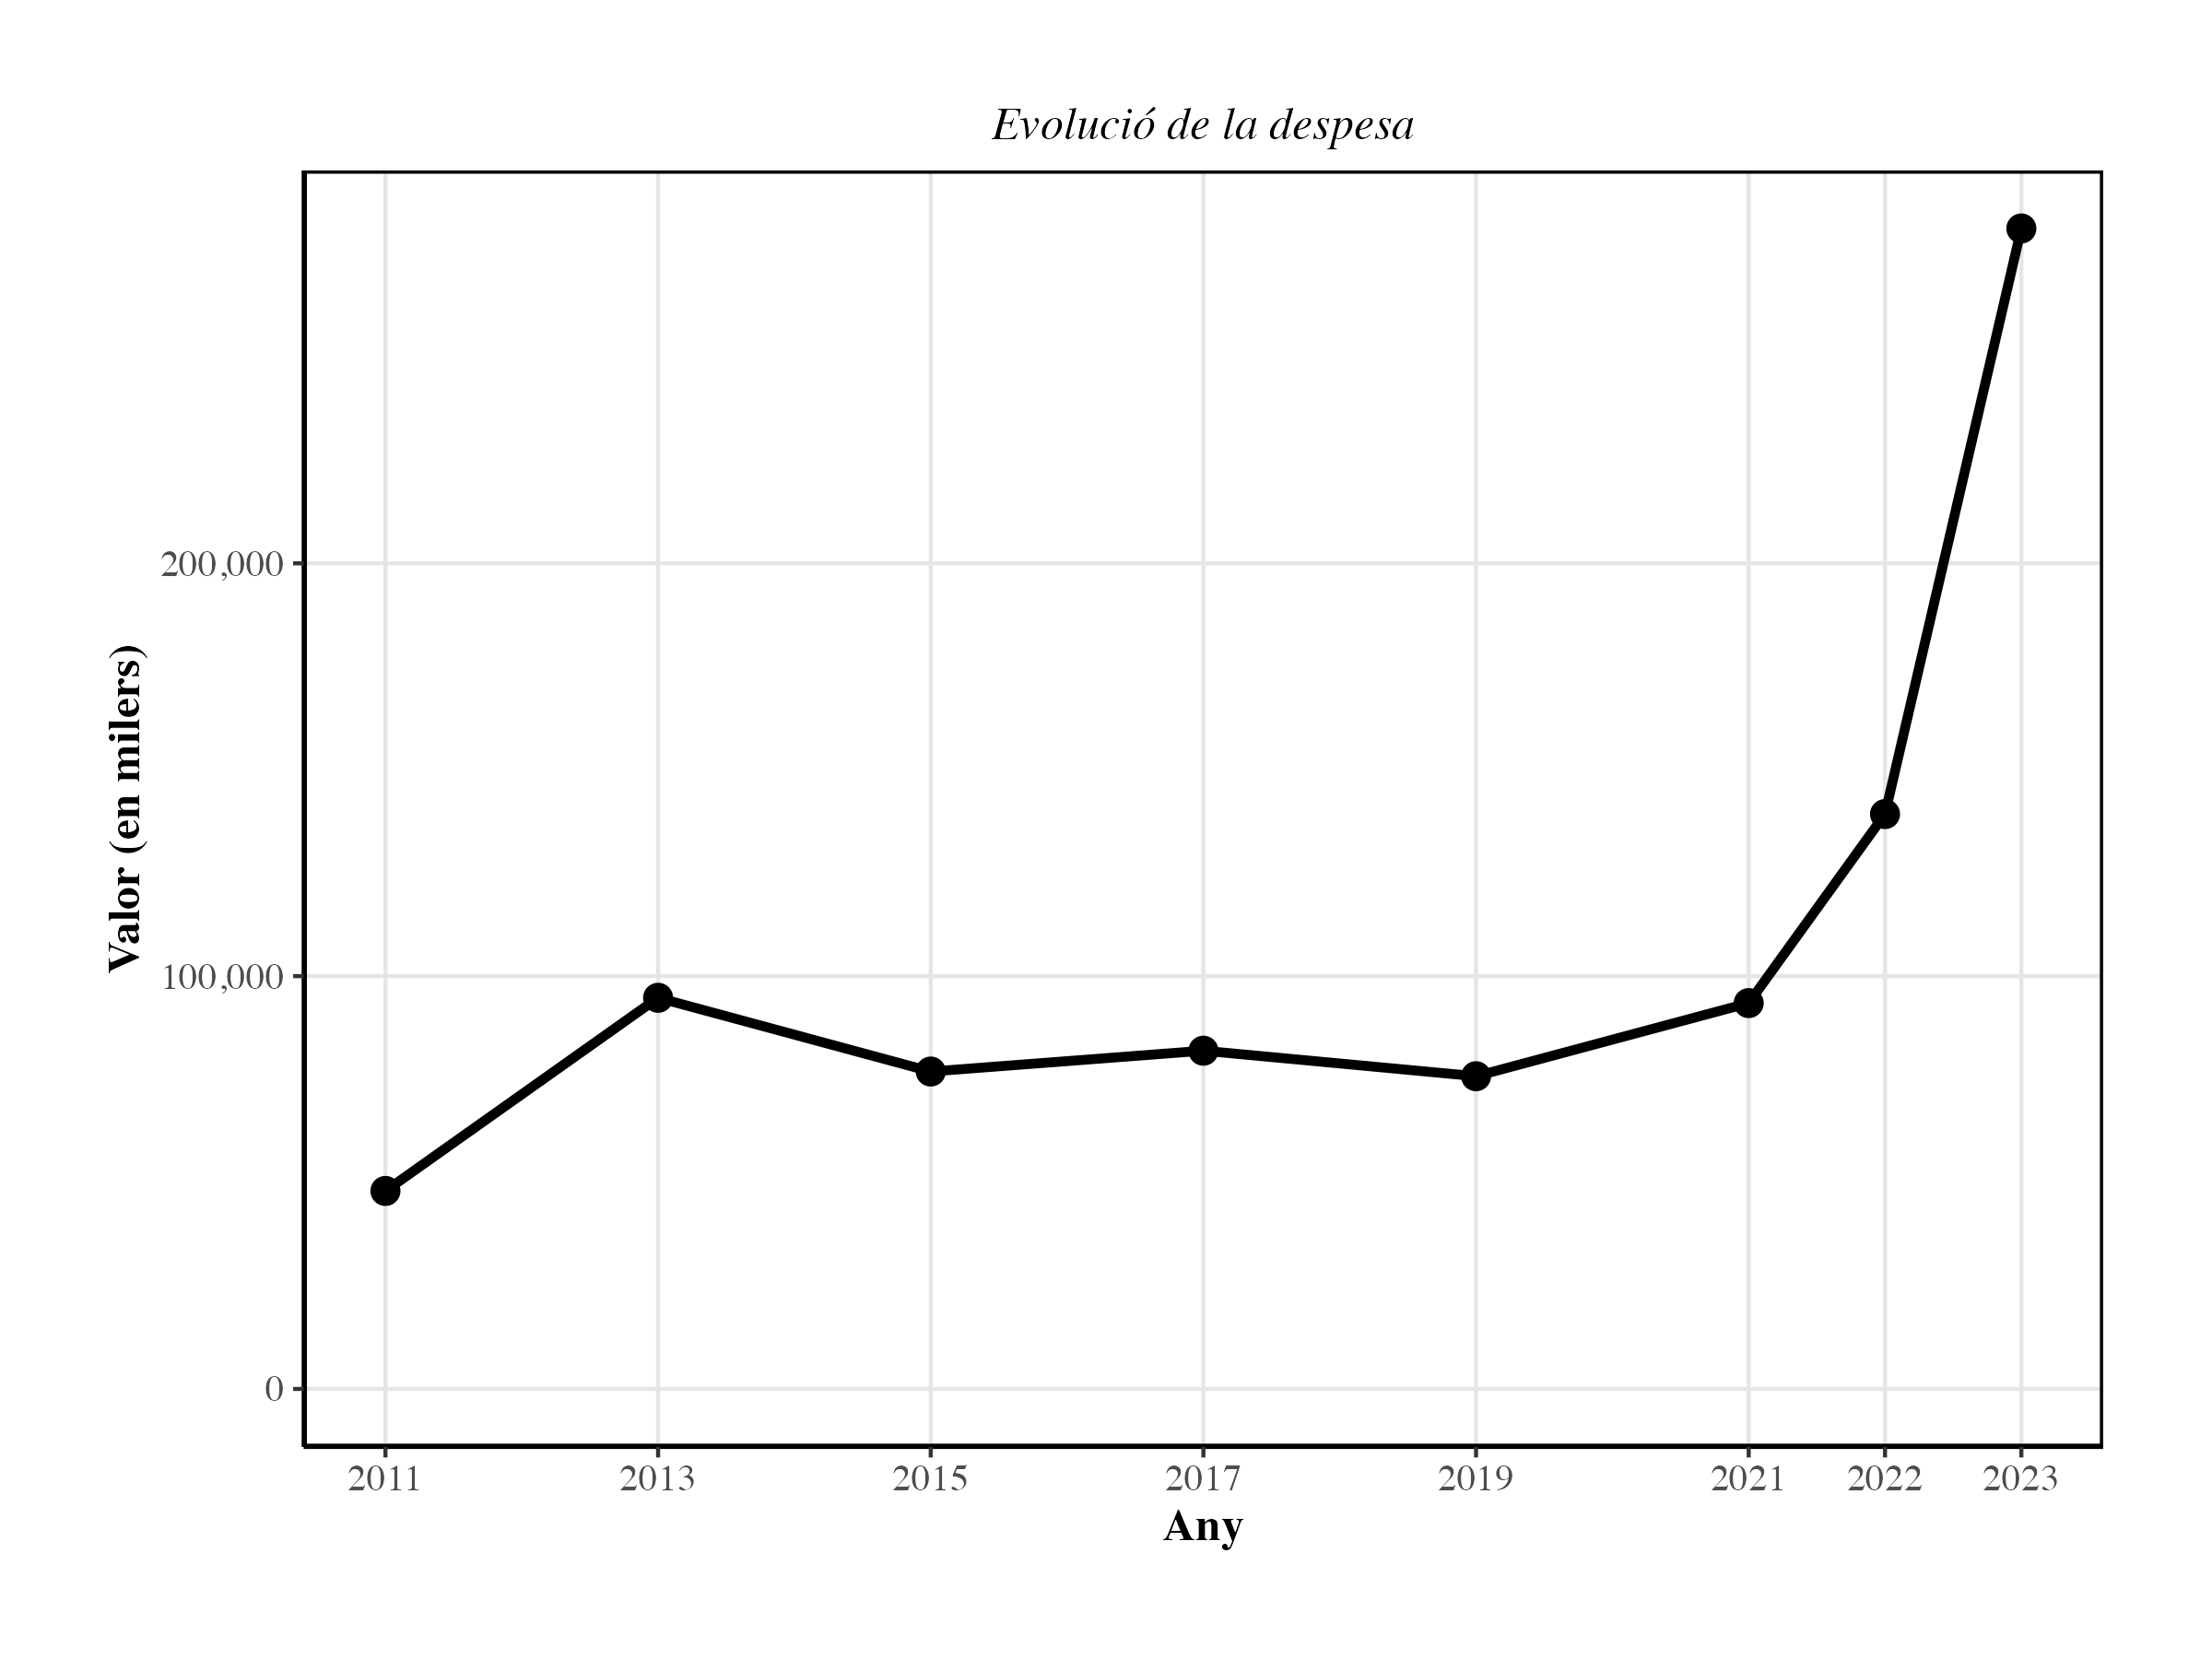 Evolució de la despesa
Valor (en milers)
200,000
100,000
0
2011 2013 2015 2017 2019 2021 2022 2023
Any